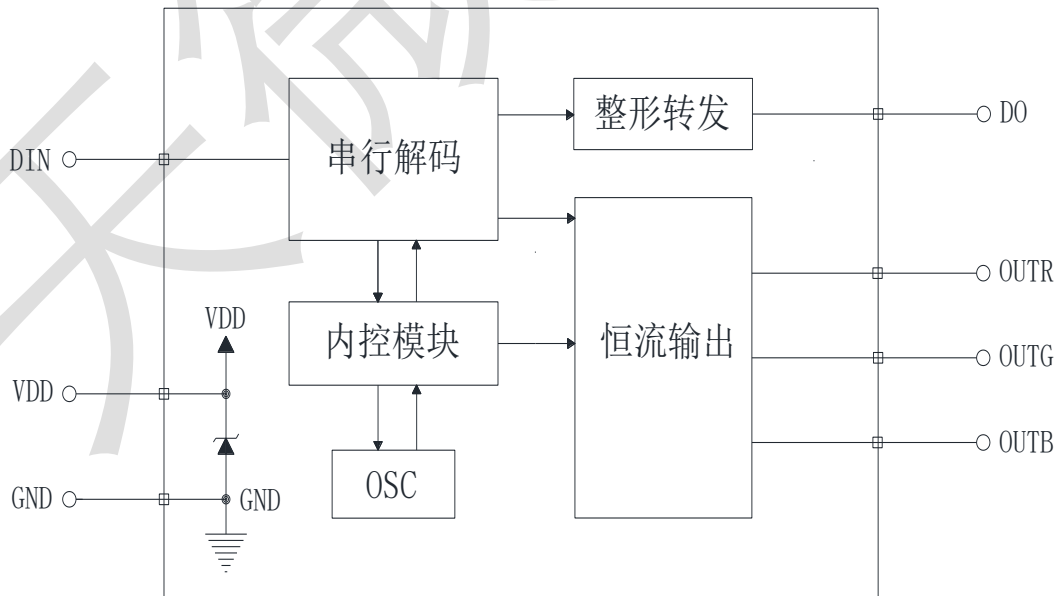 整形转发
DO
DIN
串行解码
OUTR
VDD
内控模块
恒流输出
OUTG
VDD
OUTB
GND
GND
OSC